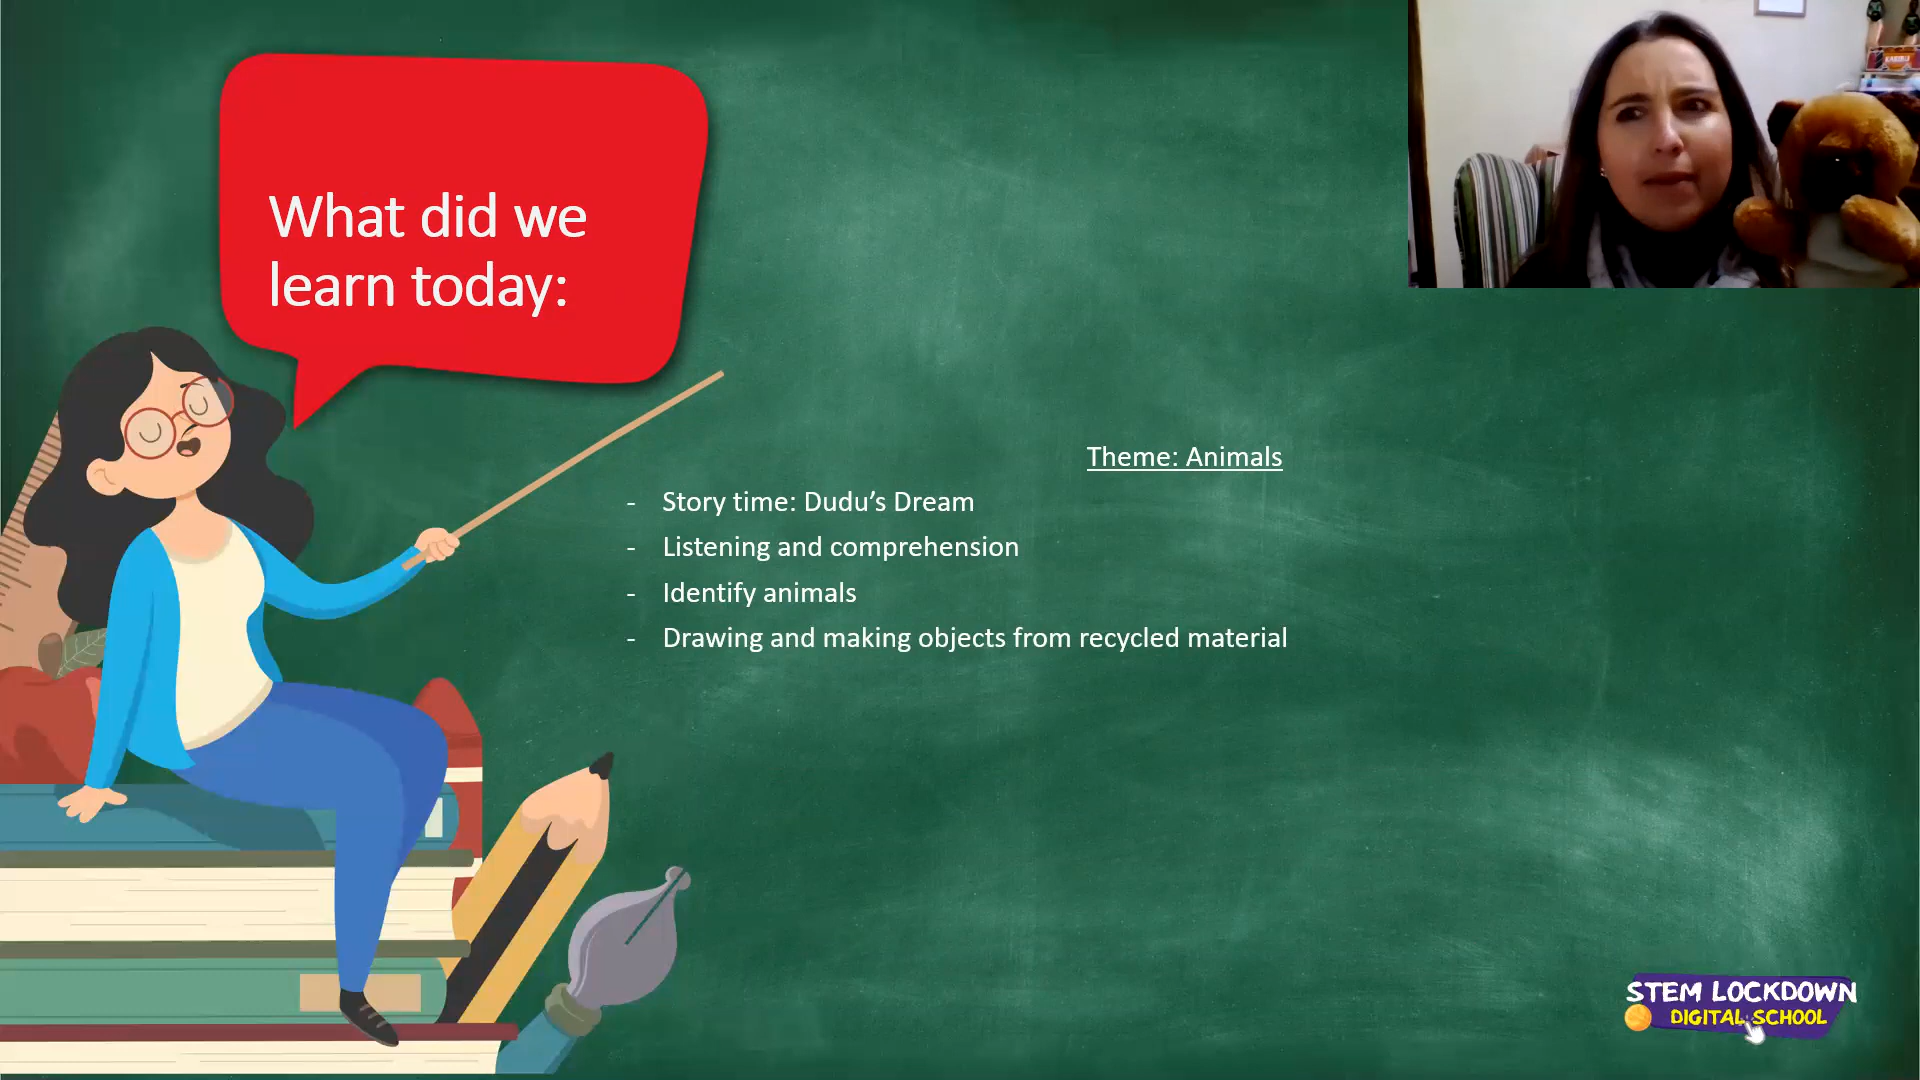 What did we
learn today:
Theme: Animals
- Story time: Dudu’s Dream
- Listening and comprehension
- Identify animals
- Drawing and making objects from recycled material
STEM LOCKDOWN
DIGITAL SCHOOL